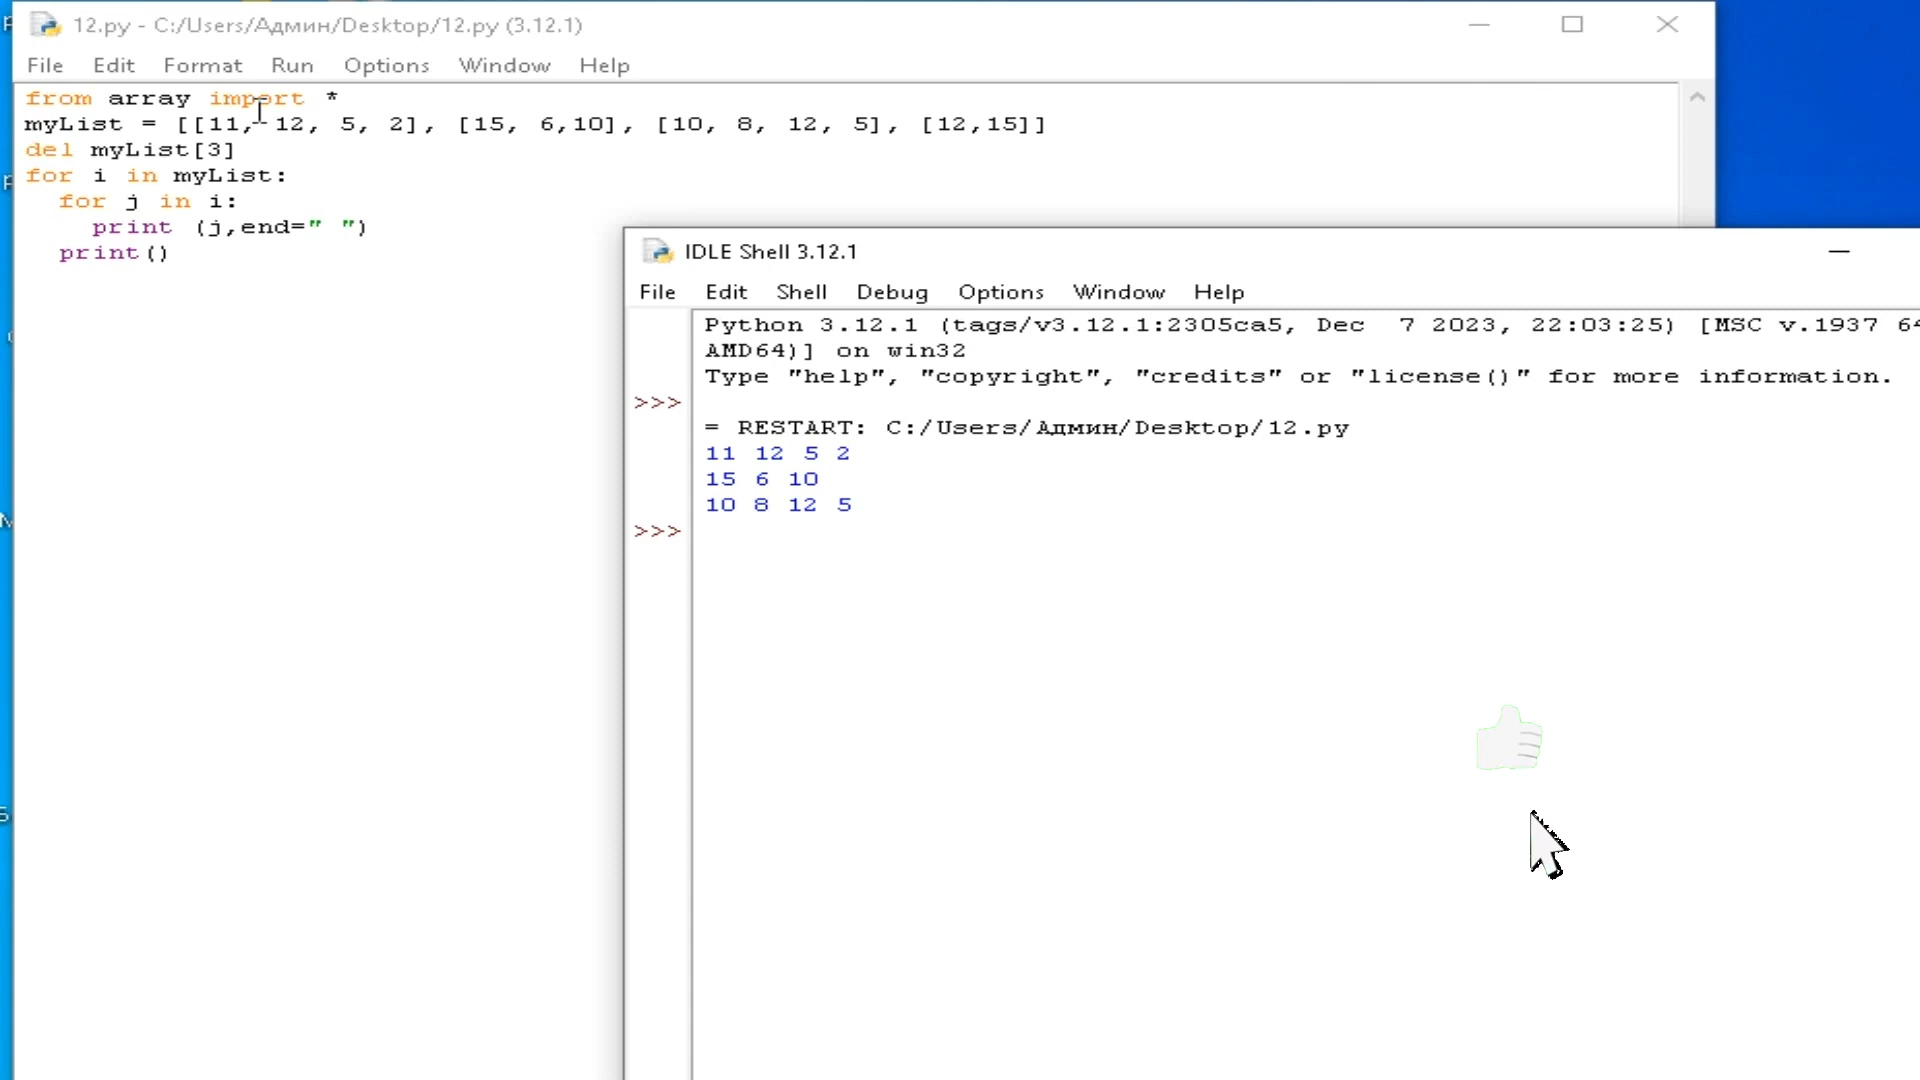 12.py - C:/Users/Админ/Desktop/12.py (3.12.1)
File Edit Format Run Options Window Help
from array import *
myList = [[11, 12, 5, 2], [15, 6,10], [10, 8, 12, 5], [12,15]]
del myList[3]
for i in myList:
  for j in i:
    print (j,end=" ")
  print()
IDLE Shell 3.12.1
File Edit Shell Debug Options Window Help
Python 3.12.1 (tags/v3.12.1:2305ca5, Dec  7 2023, 22:03:25) [MSC v.1937 64
AMD64)] on win32
Type "help", "copyright", "credits" or "license()" for more information.
>>>
= RESTART: C:/Users/Админ/Desktop/12.py
11 12 5 2
15 6 10
10 8 12 5
>>>